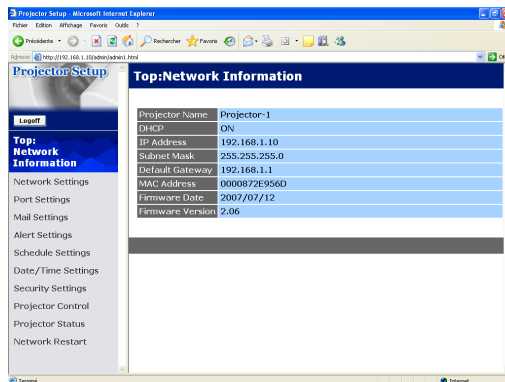 Projector Setup - Microsoft Internet Explorer
Fichier Edition Affichage Favoris Outils ?
Précédente Rechercher Favoris
Adresse http://192.168.1.10/admin/admin1.html OK
Projector Setup
Logoff
Top:
Network
Information
Network Settings
Port Settings
Mail Settings
Alert Settings
Schedule Settings
Date/Time Settings
Security Settings
Projector Control
Projector Status
Network Restart
Top:Network Information
Projector Name Projector-1
DHCP ON
IP Address 192.168.1.10
Subnet Mask 255.255.255.0
Default Gateway 192.168.1.1
MAC Address 0000872E956D
Firmware Date 2007/07/12
Firmware Version 2.06
Terminé Internet